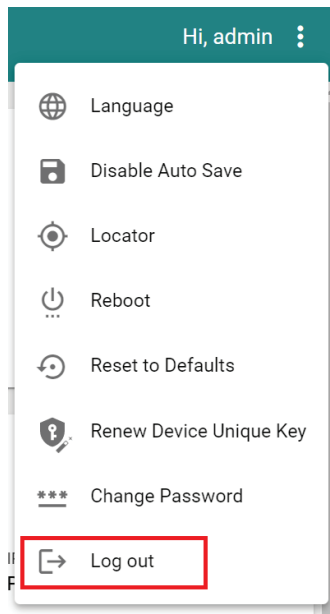 Hi, admin
Language
Disable Auto Save
Locator
Reboot
Reset to Defaults
Renew Device Unique Key
Change Password
Log out